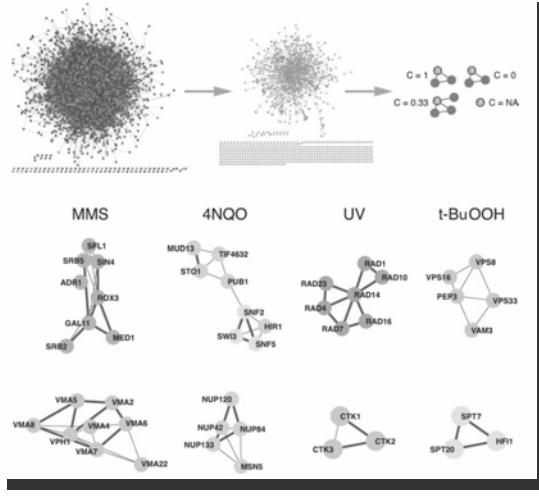 C = 1
C = 0
C = 0.33
C = NA
MMS 4NQO UV t-BuOOH
SFL1
SRB5
SIN4
ADR1
ROX3
GAL11
MED1
SRB2
MUD13
TIF4632
STO1
PUB1
SNF2
HIR1
SWI3
SNF5
RAD1
RAD10
RAD23
RAD14
RAD4
RAD7
RAD16
VPS8
VPS16
PEP3
VPS33
VAM3
VMA5
VMA2
VMA8
VMA4
VMA6
VPH1
VMA7
VMA22
NUP120
NUP42
NUP84
NUP133
MSN5
CTK1
CTK3
CTK2
SPT7
SPT20
HFI1